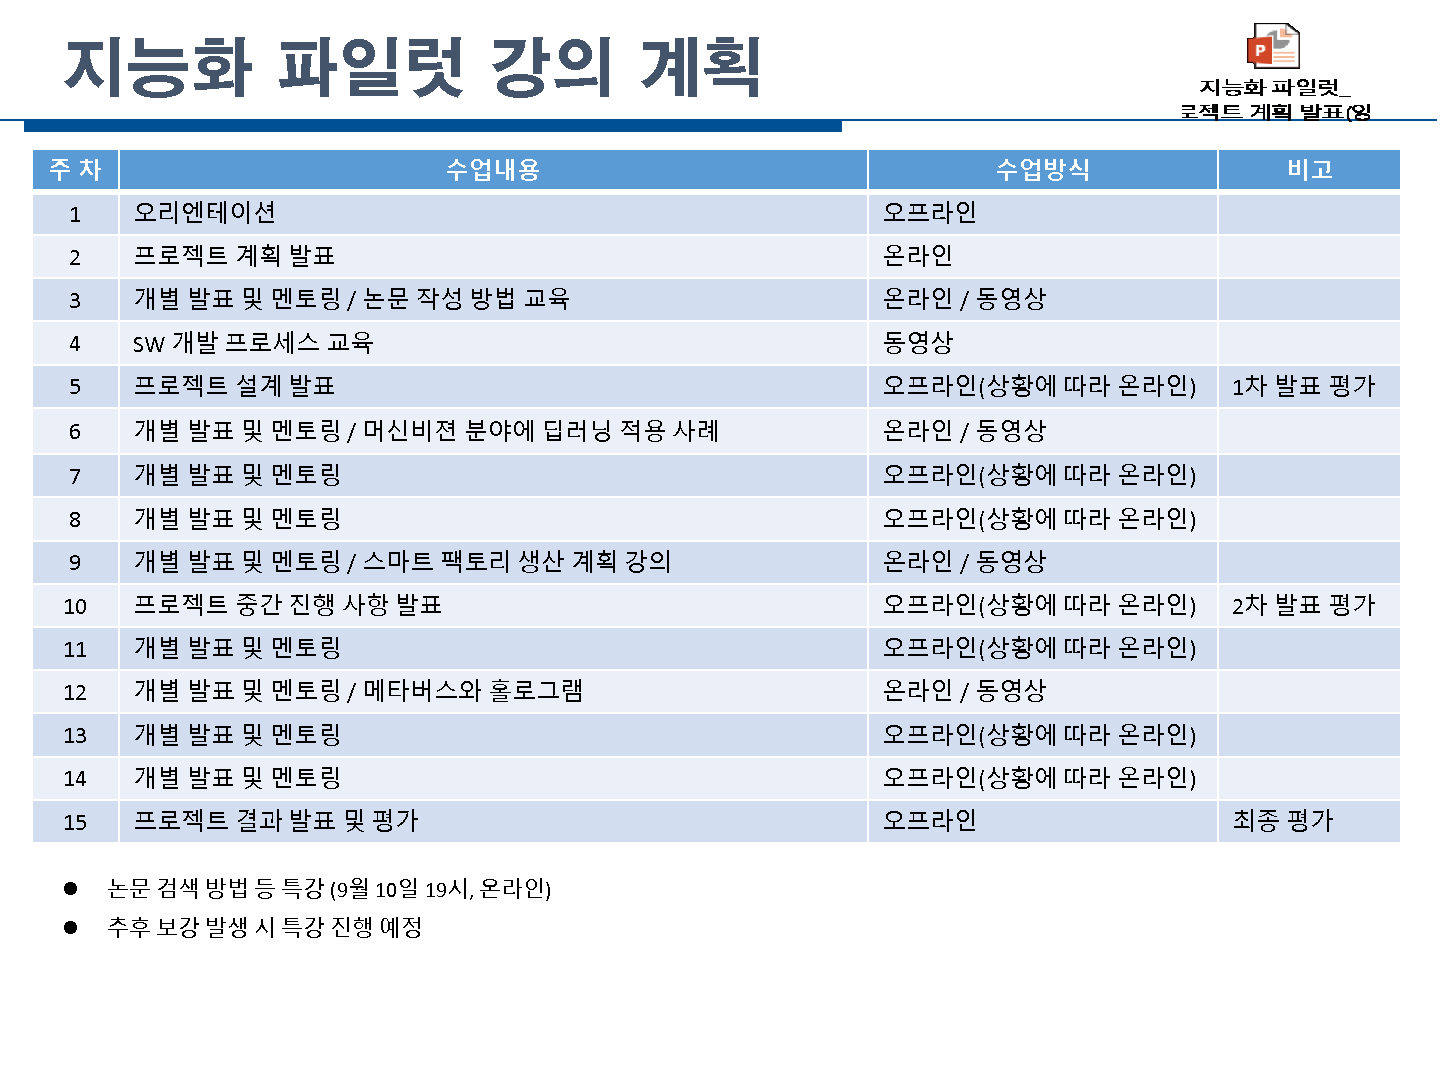 지능화 파일럿 강의 계획
지능화 파일럿_
로젝트 계획 발표(
주 차 수업내용 수업방식 비고
1 오리엔테이션 오프라인
2 프로젝트 계획 발표 온라인
3 개별 발표 및 멘토링 / 논문 작성 방법 교육 온라인 / 동영상
4 SW 개발 프로세스 교육 동영상
5 프로젝트 설계 발표 오프라인(상황에 따라 온라인) 1차 발표 평가
6 개별 발표 및 멘토링 / 머신비젼 분야에 딥러닝 적용 사례 온라인 / 동영상
7 개별 발표 및 멘토링 오프라인(상황에 따라 온라인)
8 개별 발표 및 멘토링 오프라인(상황에 따라 온라인)
9 개별 발표 및 멘토링 / 스마트 팩토리 생산 계획 강의 온라인 / 동영상
10 프로젝트 중간 진행 사항 발표 오프라인(상황에 따라 온라인) 2차 발표 평가
11 개별 발표 및 멘토링 오프라인(상황에 따라 온라인)
12 개별 발표 및 멘토링 / 메타버스와 홀로그램 온라인 / 동영상
13 개별 발표 및 멘토링 오프라인(상황에 따라 온라인)
14 개별 발표 및 멘토링 오프라인(상황에 따라 온라인)
15 프로젝트 결과 발표 및 평가 오프라인 최종 평가
● 논문 검색 방법 등 특강 (9월 10일 19시, 온라인)
● 추후 보강 발생 시 특강 진행 예정